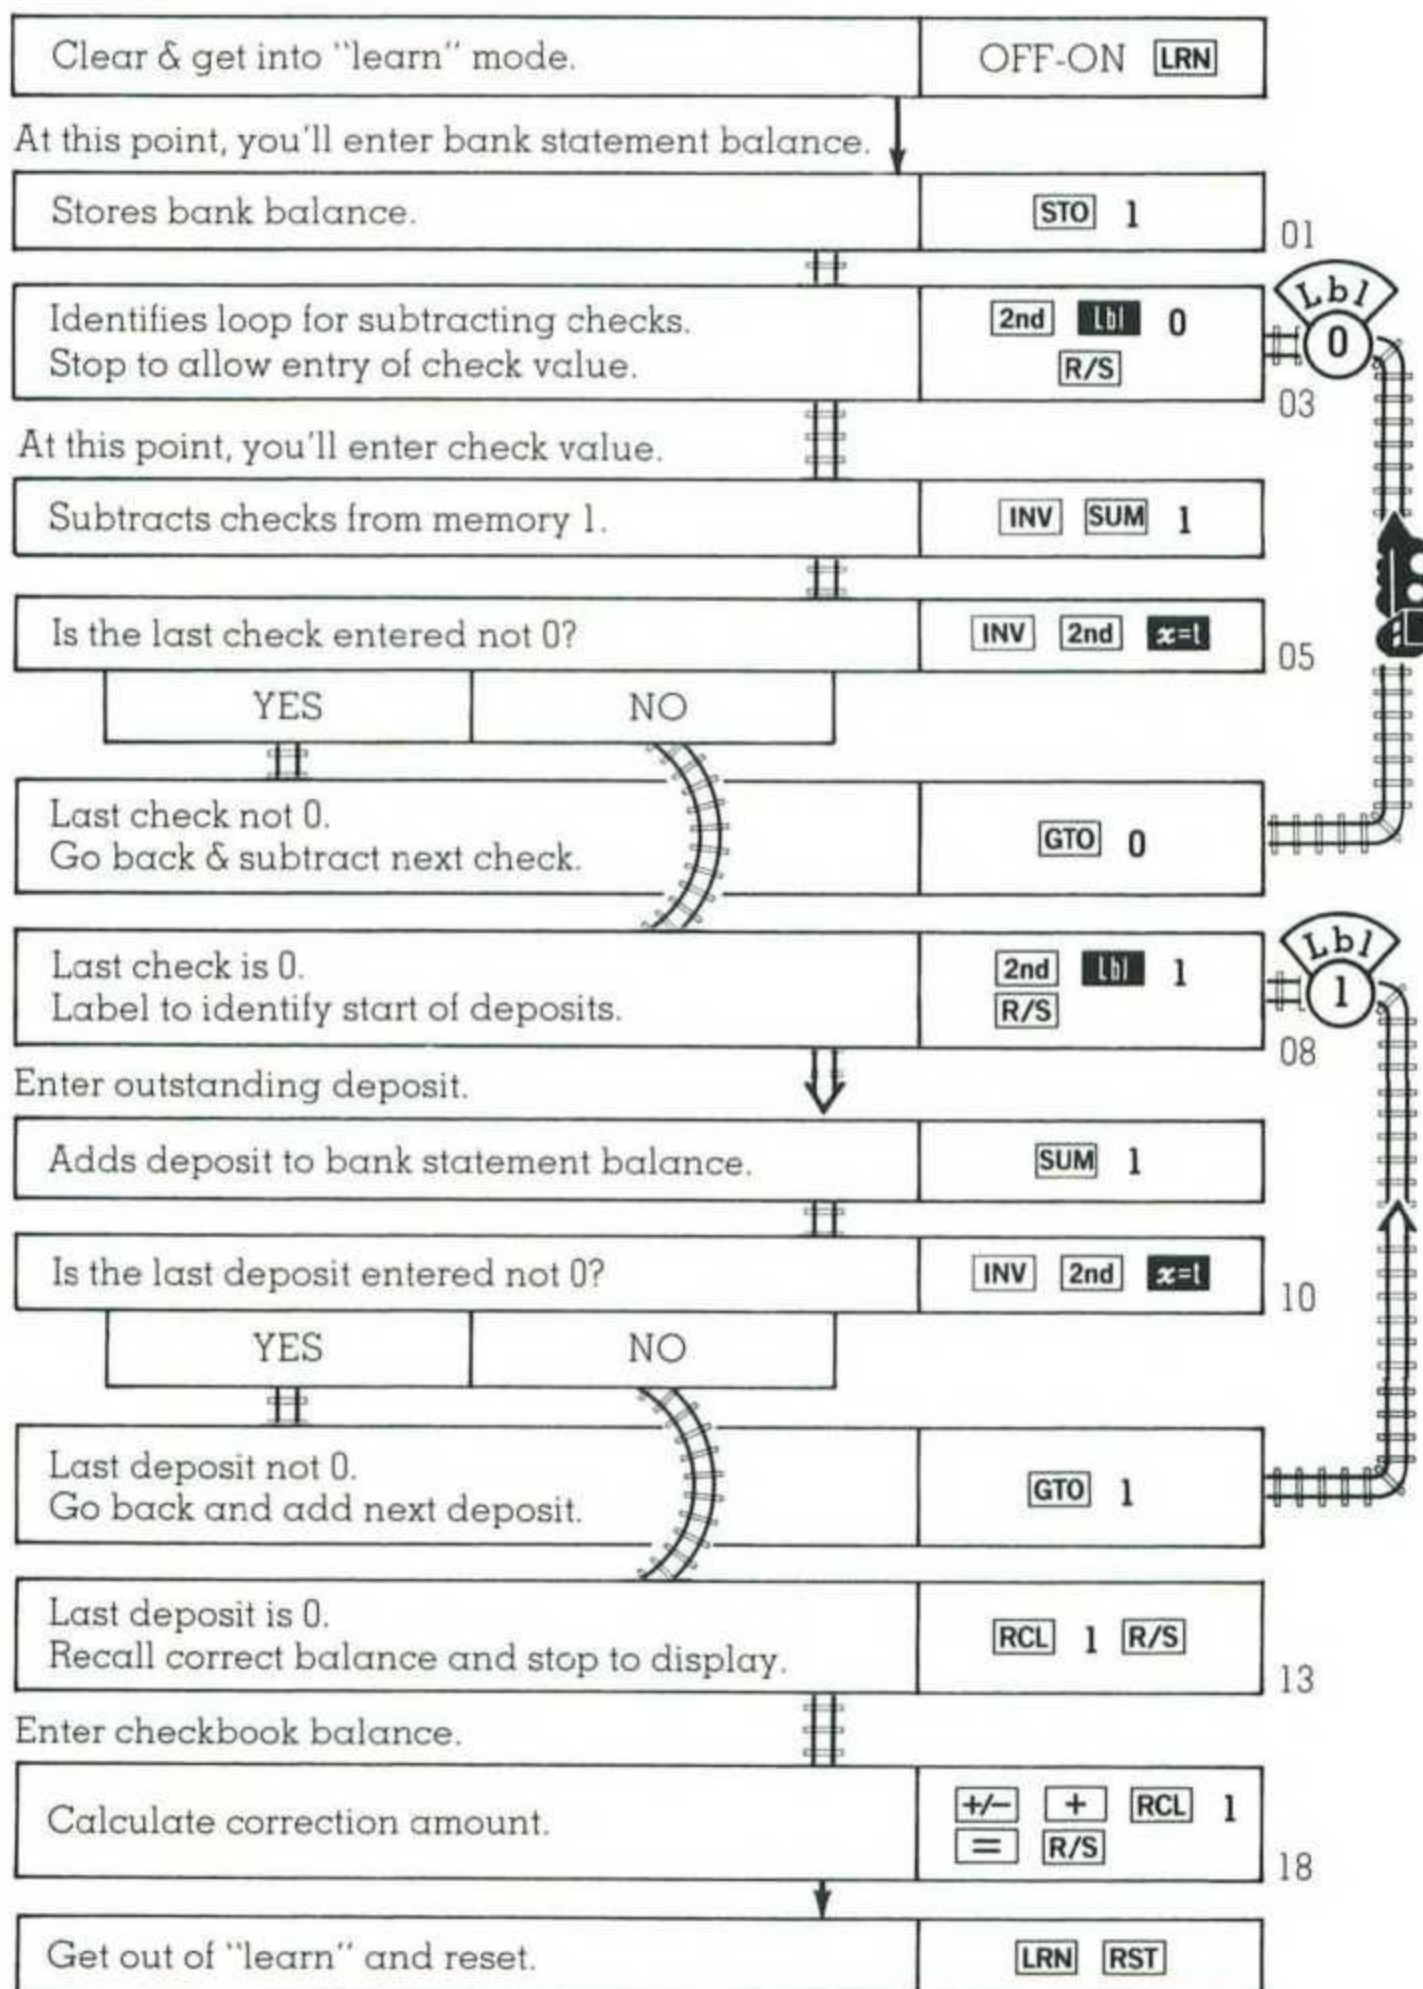 Clear & get into "learn" mode. OFF-ON LRN
At this point, you'll enter bank statement balance.
Stores bank balance. STO 1
01
Identifies loop for subtracting checks. 2nd Lbl 0
Stop to allow entry of check value. R/S
Lbl
0
03
At this point, you'll enter check value.
Subtracts checks from memory 1. INV SUM 1
Is the last check entered not 0? INV 2nd x=t
05
YES NO
Last check not 0.
Go back & subtract next check. GTO 0
Last check is 0. 2nd Lbl 1
Label to identify start of deposits. R/S
Lbl
1
08
Enter outstanding deposit.
Adds deposit to bank statement balance. SUM 1
Is the last deposit entered not 0? INV 2nd x=t
10
YES NO
Last deposit not 0.
Go back and add next deposit. GTO 1
Last deposit is 0.
Recall correct balance and stop to display. RCL 1 R/S
13
Enter checkbook balance.
Calculate correction amount. +/− + RCL 1
= R/S
18
Get out of "learn" and reset. LRN RST